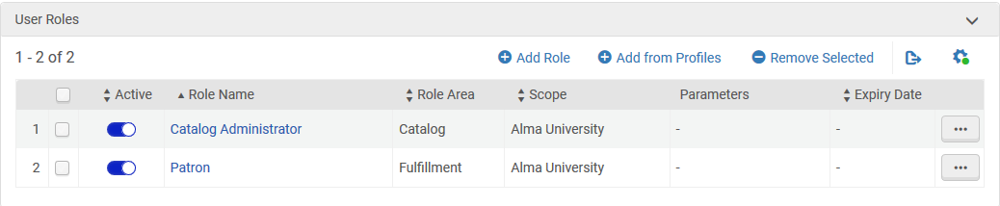 User Roles
1 - 2 of 2 Add Role Add from Profiles Remove Selected
Active Role Name Role Area Scope Parameters Expiry Date
1 Catalog Administrator Catalog Alma University - -
2 Patron Fulfillment Alma University - -